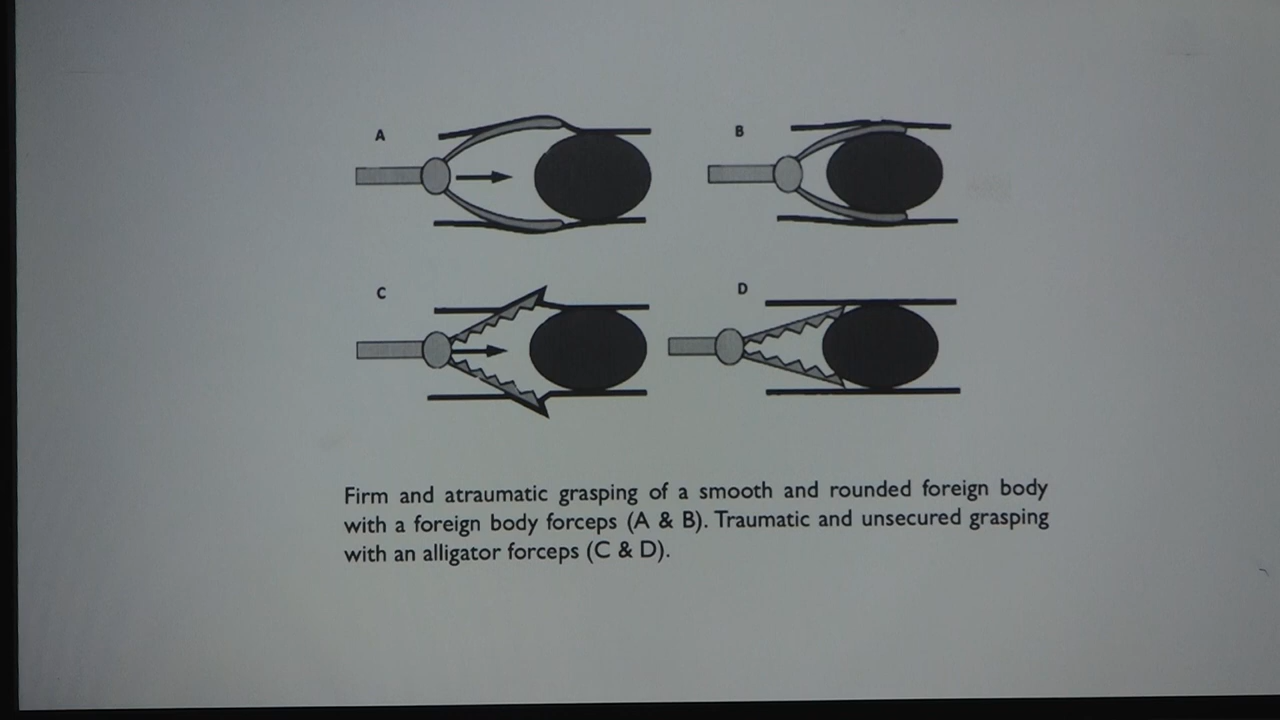 A
B
C
D
Firm and atraumatic grasping of a smooth and rounded foreign body
with a foreign body forceps (A & B). Traumatic and unsecured grasping
with an alligator forceps (C & D).